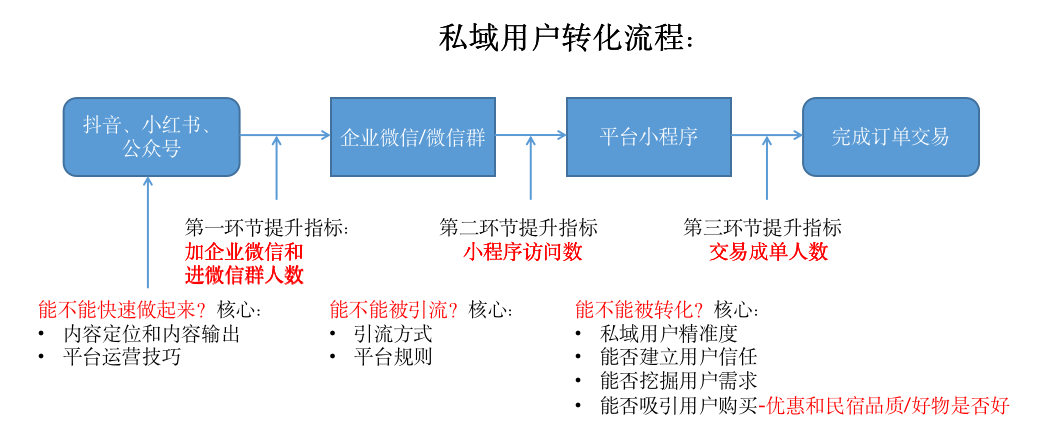 私域用户转化流程：
抖音、小红书、
公众号
企业微信/微信群
平台小程序
完成订单交易
第一环节提升指标：
加企业微信和
进微信群人数
第二环节提升指标
小程序访问数
第三环节提升指标
交易成单人数
能不能快速做起来？核心：
• 内容定位和内容输出
• 平台运营技巧
能不能被引流？核心：
• 引流方式
• 平台规则
能不能被转化？核心：
• 私域用户精准度
• 能否建立用户信任
• 能否挖掘用户需求
• 能否吸引用户购买-优惠和民宿品质/好物是否好